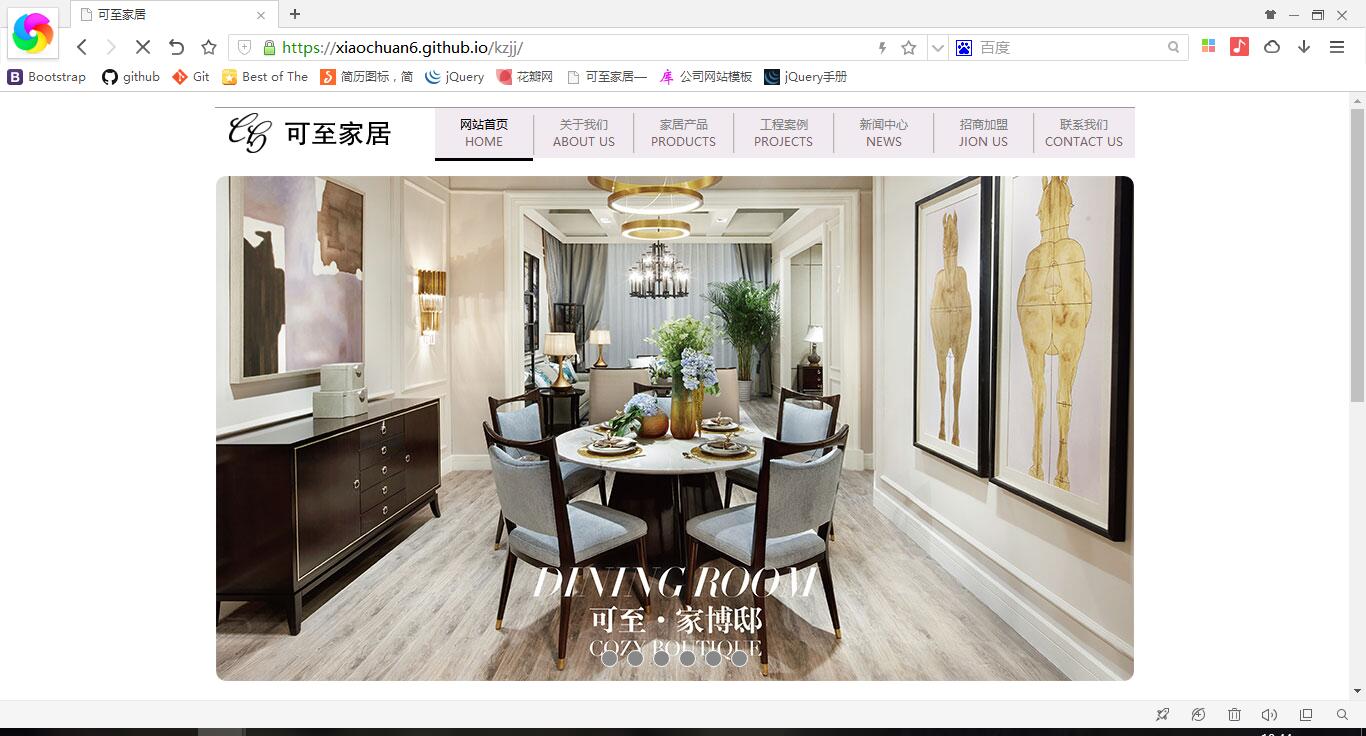 可至家居
https://xiaochuan6.github.io/kzjj/
百度
Bootstrap
github
Git
Best of The
简历图标，简
jQuery
花瓣网
可至家居—
库 公司网站模板
jQuery手册
可至家居
网站首页
HOME
关于我们
ABOUT US
家居产品
PRODUCTS
工程案例
PROJECTS
新闻中心
NEWS
招商加盟
JION US
联系我们
CONTACT US
DINING ROOM
可至·家博邸
COZY BOUTIQUE